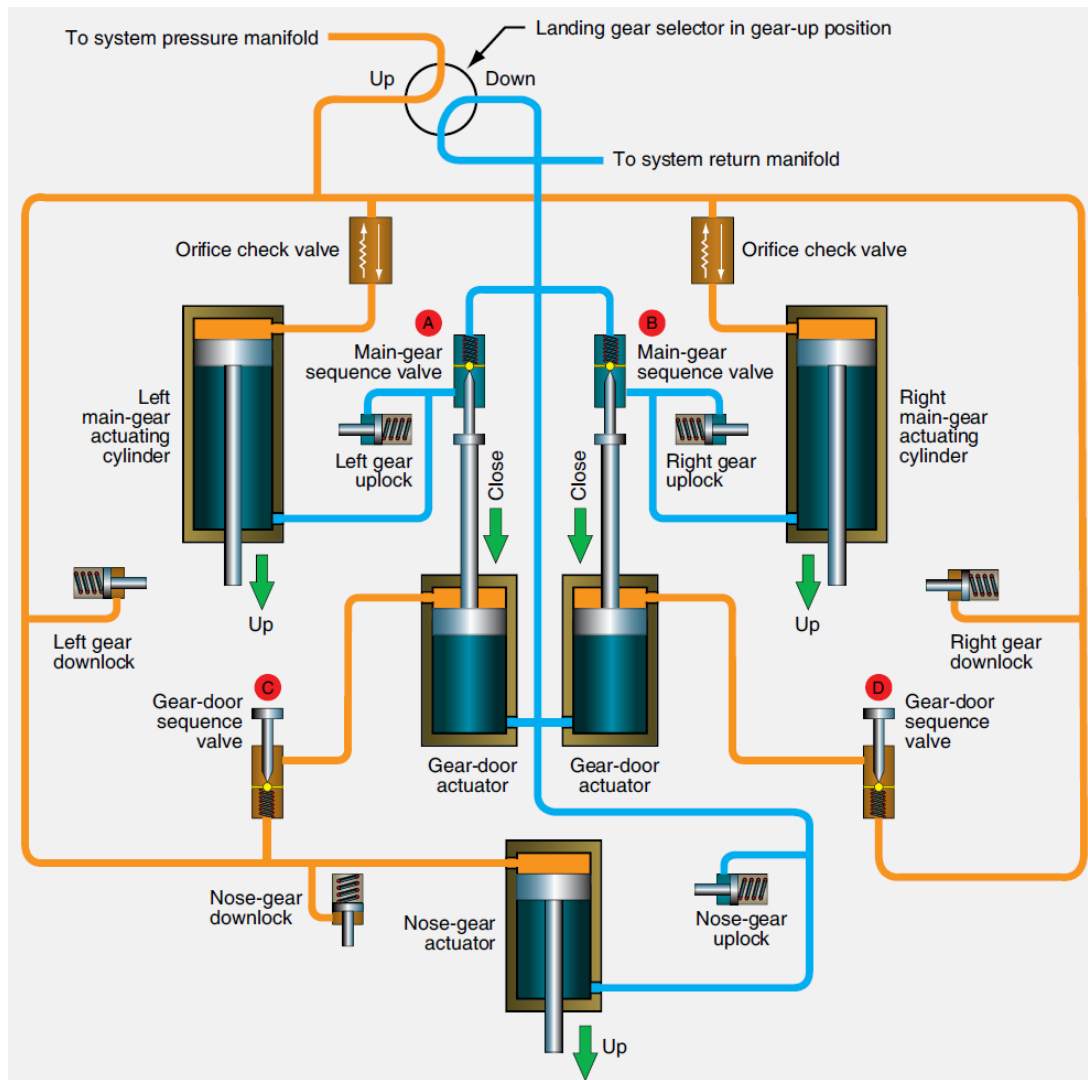 To system pressure manifold
Landing gear selector in gear-up position
Up
Down
To system return manifold
Orifice check valve
Orifice check valve
A
B
Main-gear
sequence valve
Main-gear
sequence valve
Left
main-gear
actuating
cylinder
Right
main-gear
actuating
cylinder
Left gear
uplock
Right gear
uplock
Close
Close
Up
Up
Left gear
downlock
Right gear
downlock
C
D
Gear-door
sequence
valve
Gear-door
sequence
valve
Gear-door
actuator
Gear-door
actuator
Nose-gear
downlock
Nose-gear
actuator
Nose-gear
uplock
Up